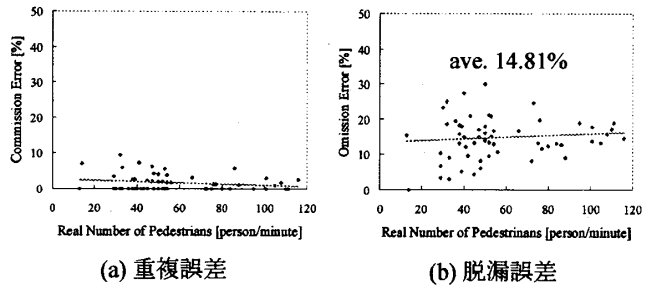 Commission Error [%]
50
40
30
20
10
0
0 20 40 60 80 100 120
Real Number of Pedestrians [person/minute]
(a) 重複誤差
Omission Error [%]
50
40
30
20
10
0
ave. 14.81%
0 20 40 60 80 100 120
Real Number of Pedestrinans [person/minute]
(b) 脱漏誤差